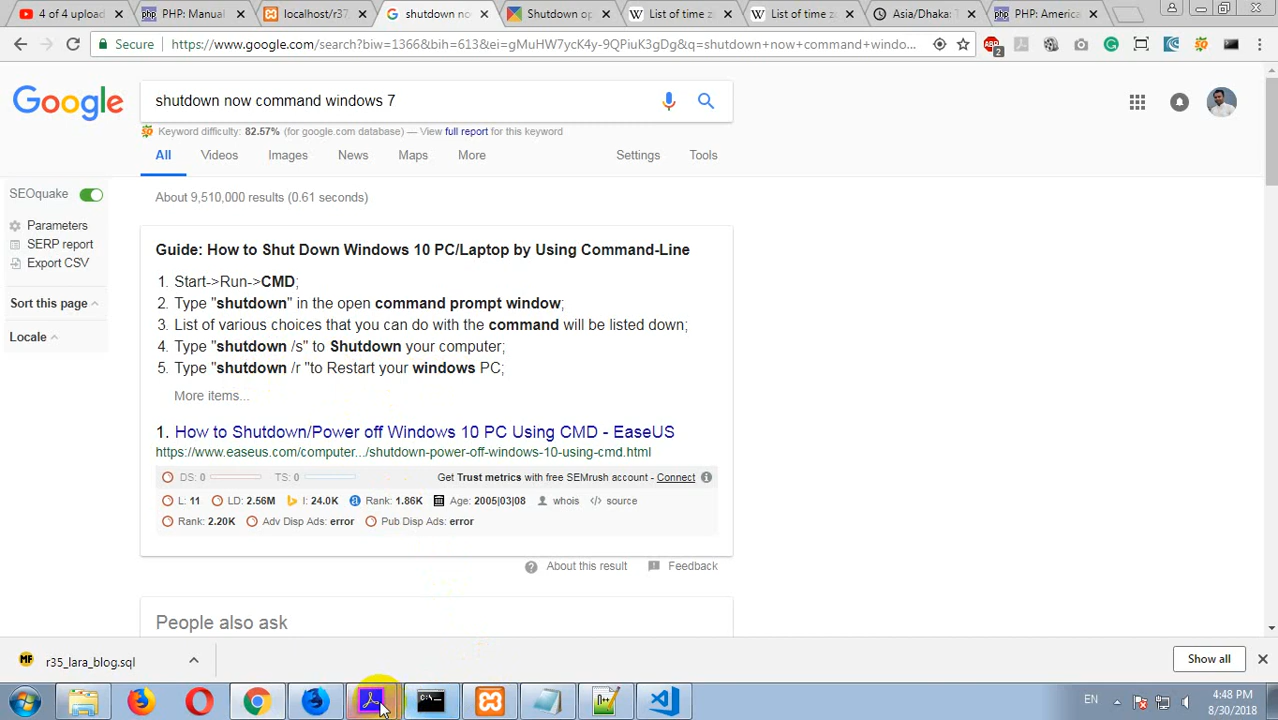 4 of 4 upload
PHP: Manual
localhost/r37
shutdown no
Shutdown op
List of time z
List of time z
Asia/Dhaka: T
PHP: Americ
Secure
https://www.google.com/search?biw=1366&bih=613&ei=gMuHW7ycK4y-9QPiuK3gDg&q=shutdown+now+command+windo...
2
Google
shutdown now command windows 7
Keyword difficulty: 82.57% (for google.com database) — View full report for this keyword
All
Videos
Images
News
Maps
More
Settings
Tools
SEOquake
Parameters
SERP report
Export CSV
Sort this page
Locale
About 9,510,000 results (0.61 seconds)
Guide: How to Shut Down Windows 10 PC/Laptop by Using Command-Line
1. Start->Run->CMD;
2. Type "shutdown" in the open command prompt window;
3. List of various choices that you can do with the command will be listed down;
4. Type "shutdown /s" to Shutdown your computer;
5. Type "shutdown /r "to Restart your windows PC;
More items...
1. How to Shutdown/Power off Windows 10 PC Using CMD - EaseUS
https://www.easeus.com/computer.../shutdown-power-off-windows-10-using-cmd.html
DS: 0
TS: 0
Get Trust metrics with free SEMrush account - Connect
L: 11
LD: 2.56M
I: 24.0K
Rank: 1.86K
Age: 2005|03|08
whois
source
Rank: 2.20K
Adv Disp Ads: error
Pub Disp Ads: error
About this result
Feedback
People also ask
r35_lara_blog.sql
Show all
EN
4:48 PM
8/30/2018